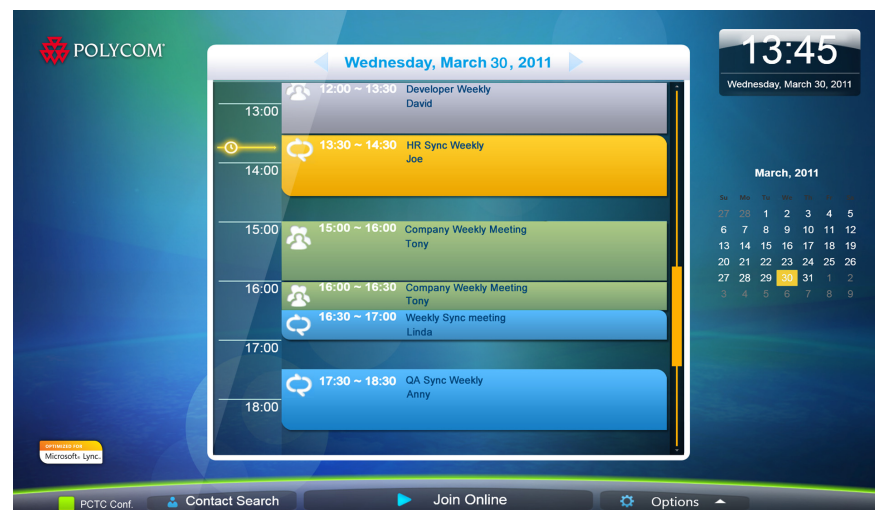 POLYCOM
Wednesday, March 30, 2011
13:45
Wednesday, March 30, 2011
12:00 ~ 13:30 Developer Weekly
David
13:00
13:30 ~ 14:30 HR Sync Weekly
Joe
14:00
15:00
15:00 ~ 16:00 Company Weekly Meeting
Tony
16:00
16:00 ~ 16:30 Company Weekly Meeting
Tony
16:30 ~ 17:00 Weekly Sync meeting
Linda
17:00
17:30 ~ 18:30 QA Sync Weekly
Anny
18:00
March, 2011
Su Mo Tu We
27 28 1 2 3 4 5
6 7 8 9 10 11 12
13 14 15 16 17 18 19
20 21 22 23 24 25 26
27 28 29 30 31 1 2
3 4 5 6 7 8 9
OPTIMIZED FOR
Microsoft Lync
PCTC Conf.
Contact Search
Join Online
Options